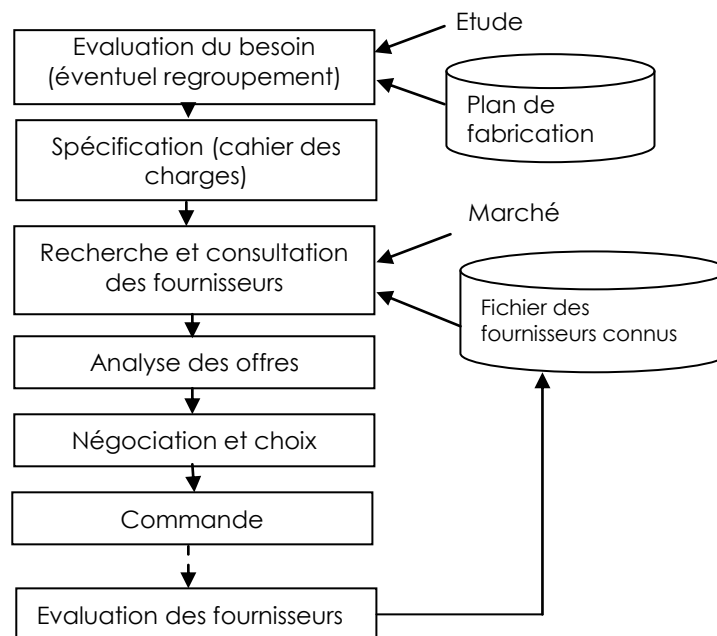 Evaluation du besoin
(éventuel regroupement)
Etude
Plan de
fabrication
Spécification (cahier des
charges)
Marché
Recherche et consultation
des fournisseurs
Fichier des
fournisseurs connus
Analyse des offres
Négociation et choix
Commande
Evaluation des fournisseurs